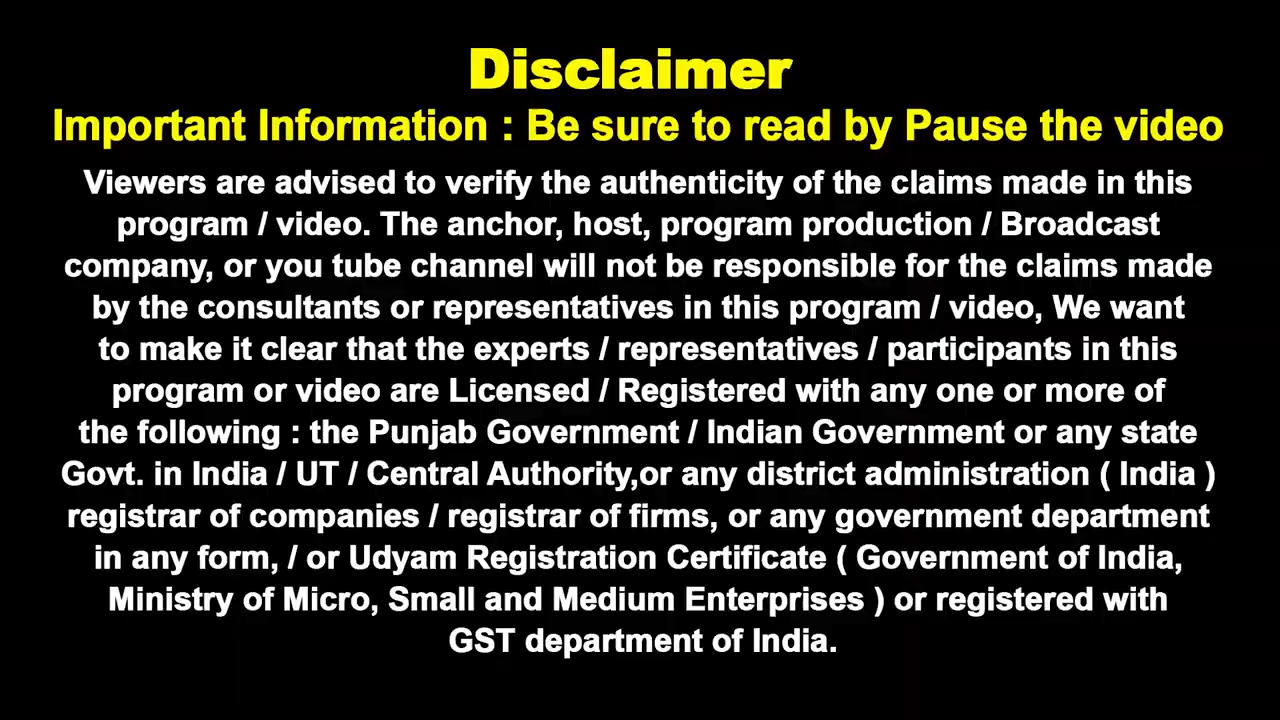 Disclaimer
Important Information : Be sure to read by Pause the video
Viewers are advised to verify the authenticity of the claims made in this
program / video. The anchor, host, program production / Broadcast
company, or you tube channel will not be responsible for the claims made
by the consultants or representatives in this program / video, We want
to make it clear that the experts / representatives / participants in this
program or video are Licensed / Registered with any one or more of
the following : the Punjab Government / Indian Government or any state
Govt. in India / UT / Central Authority,or any district administration ( India )
registrar of companies / registrar of firms, or any government department
in any form, / or Udyam Registration Certificate ( Government of India,
Ministry of Micro, Small and Medium Enterprises ) or registered with
GST department of India.